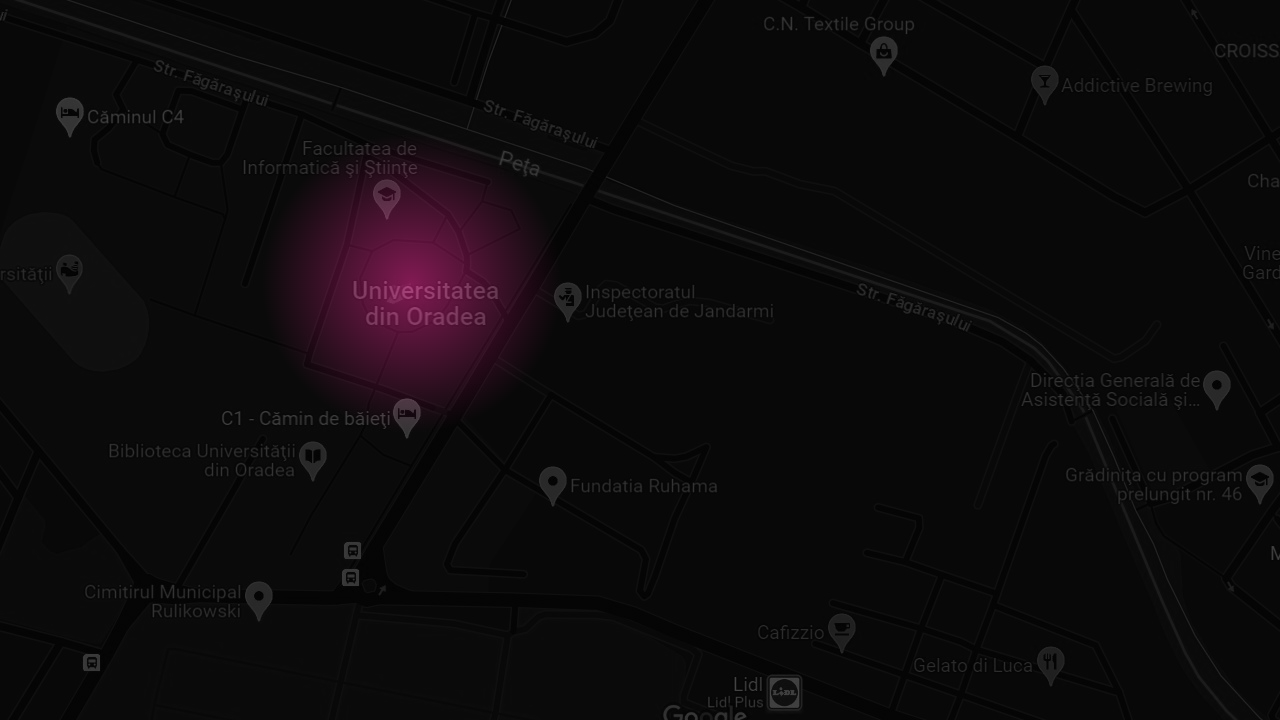 C.N. Textile Group
CROISS
Str. Făgărașului
Addictive Brewing
Căminul C4
Str. Făgărașului
Facultatea de
Informatică și Științe
Peța
Cha
Vine
Gard
rsității
Universitatea
din Oradea
Inspectoratul
Județean de Jandarmi
Str. Făgărașului
Direcția Generală de
Asistență Socială și...
C1 - Cămin de băieți
Biblioteca Universității
din Oradea
Fundatia Ruhama
Grădinița cu program
prelungit nr. 46
M
Cimitirul Municipal
Rulikowski
Cafizzio
Gelato di Luca
Lidl
Lidl Plus
LIDL
Google